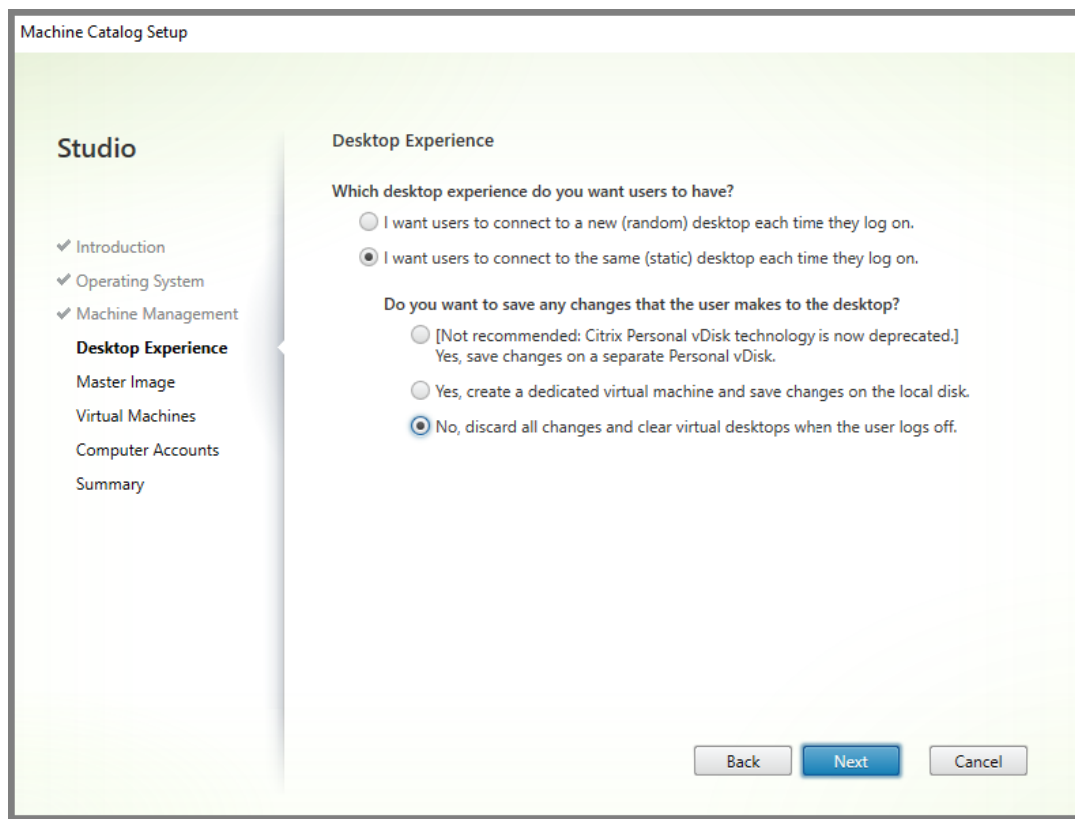 Machine Catalog Setup
Studio
Introduction
Operating System
Machine Management
Desktop Experience
Master Image
Virtual Machines
Computer Accounts
Summary
Desktop Experience
Which desktop experience do you want users to have?
I want users to connect to a new (random) desktop each time they log on.
I want users to connect to the same (static) desktop each time they log on.
Do you want to save any changes that the user makes to the desktop?
[Not recommended: Citrix Personal vDisk technology is now deprecated.]
Yes, save changes on a separate Personal vDisk.
Yes, create a dedicated virtual machine and save changes on the local disk.
No, discard all changes and clear virtual desktops when the user logs off.
Back
Next
Cancel